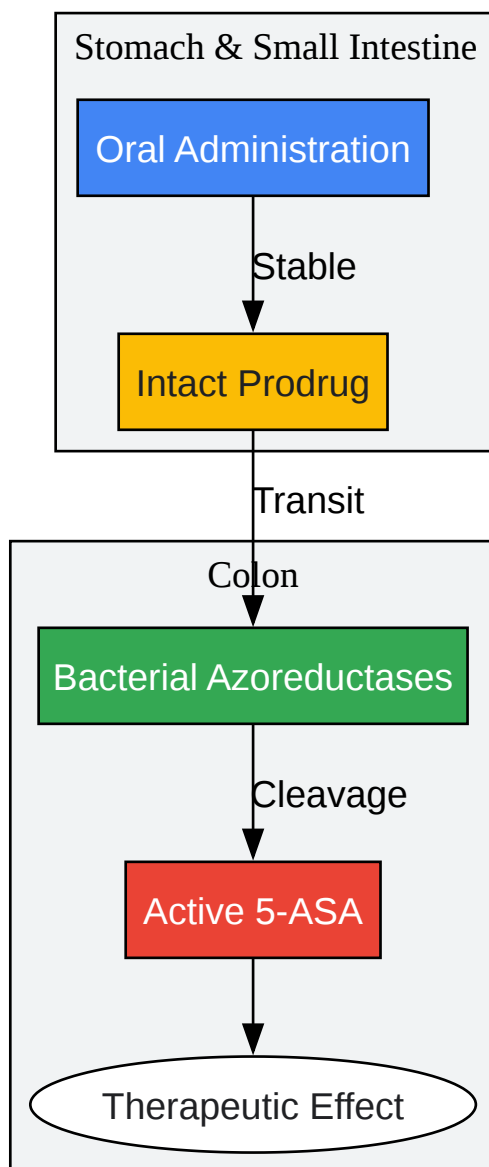 Stomach & Small Intestine
Oral Administration
Stable
Intact Prodrug
Transit
Colon
Bacterial Azoreductases
Cleavage
Active 5-ASA
Therapeutic Effect